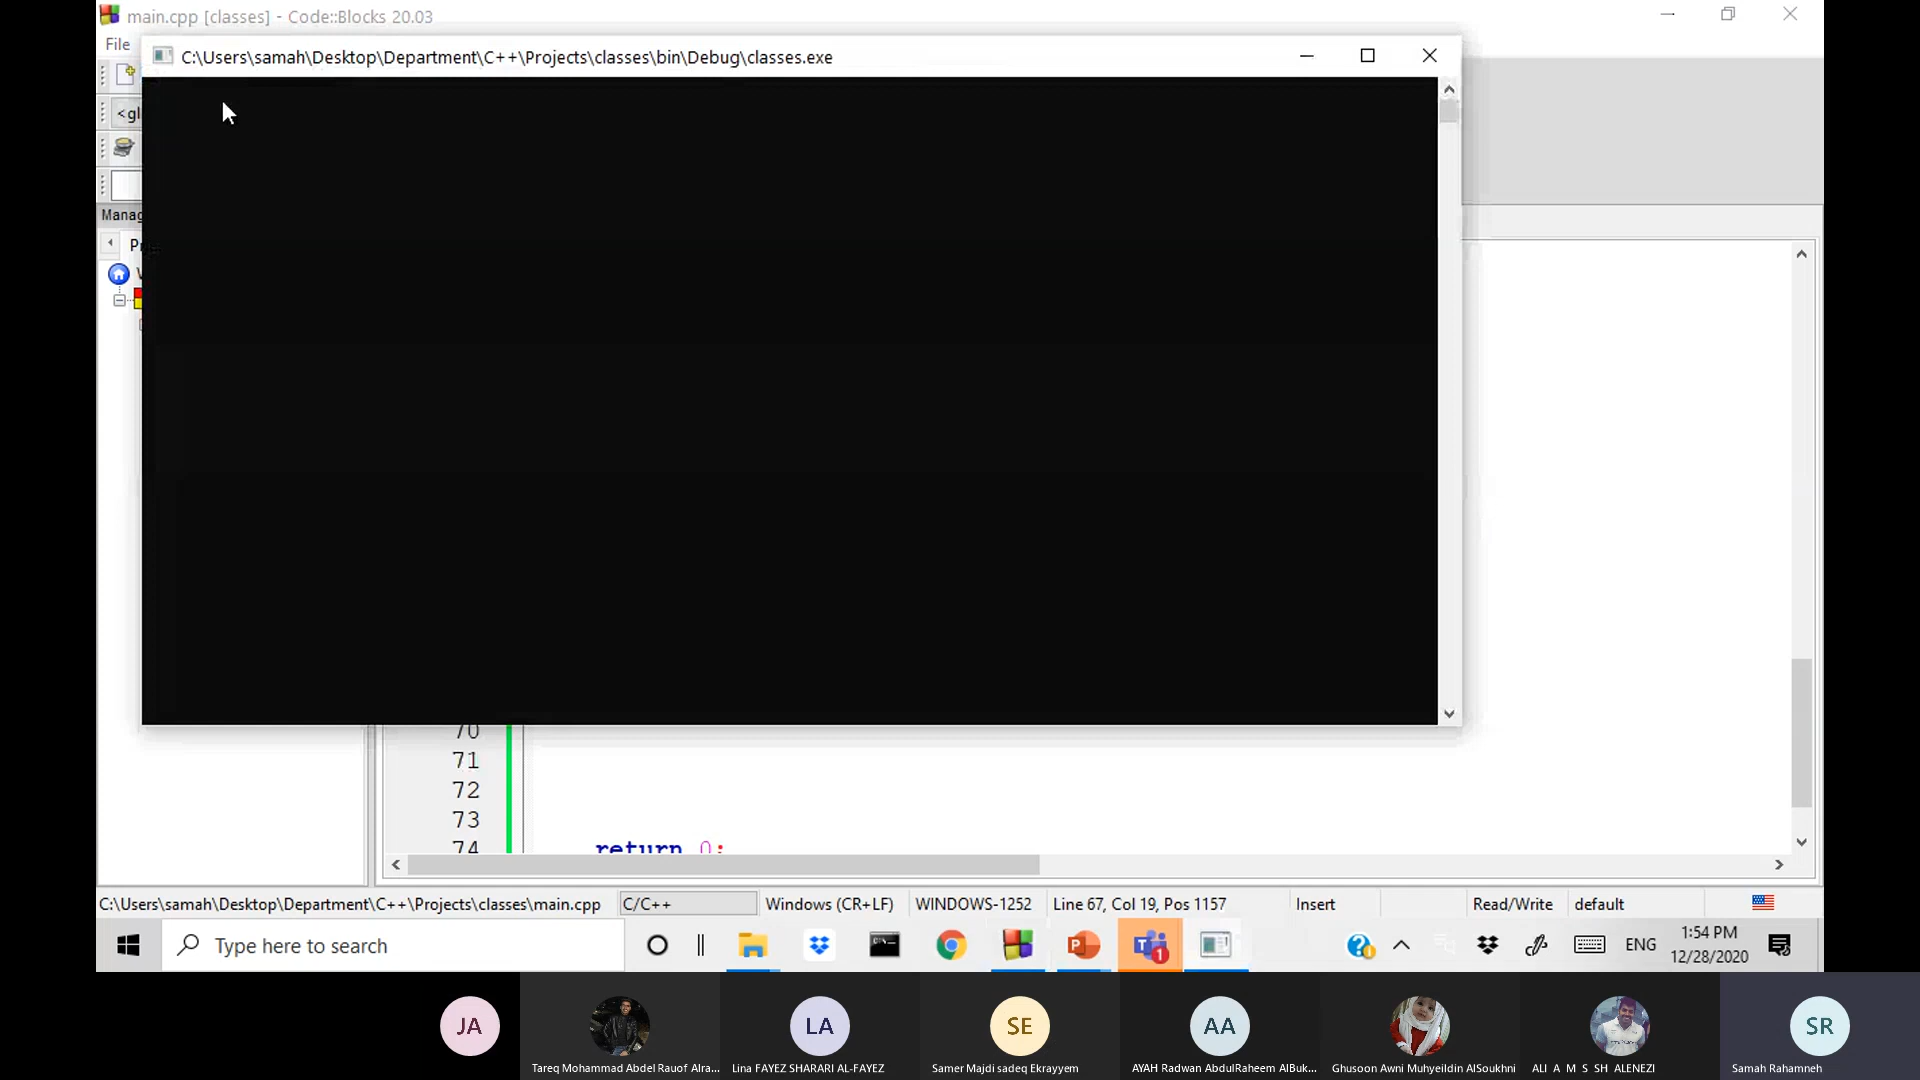 main.cpp [classes] - Code::Blocks 20.03
File
C:\Users\samah\Desktop\Department\C++\Projects\classes\bin\Debug\classes.exe
<gl
Manag
70
71
72
73
74
return 0;
C:\Users\samah\Desktop\Department\C++\Projects\classes\main.cpp C/C++ Windows (CR+LF) WINDOWS-1252 Line 67, Col 19, Pos 1157 Insert Read/Write default
Type here to search
1
ENG
1:54 PM
12/28/2020
JA
LA
SE
AA
SR
Tareq Mohammad Abdel Rauof Alra...
Lina FAYEZ SHARARI AL-FAYEZ
Samer Majdi sadeq Ekrayyem
AYAH Radwan AbdulRaheem AlBuk...
Ghusoon Awni Muhyeildin AlSoukhni
ALI A M S SH ALENEZI
Samah Rahamneh